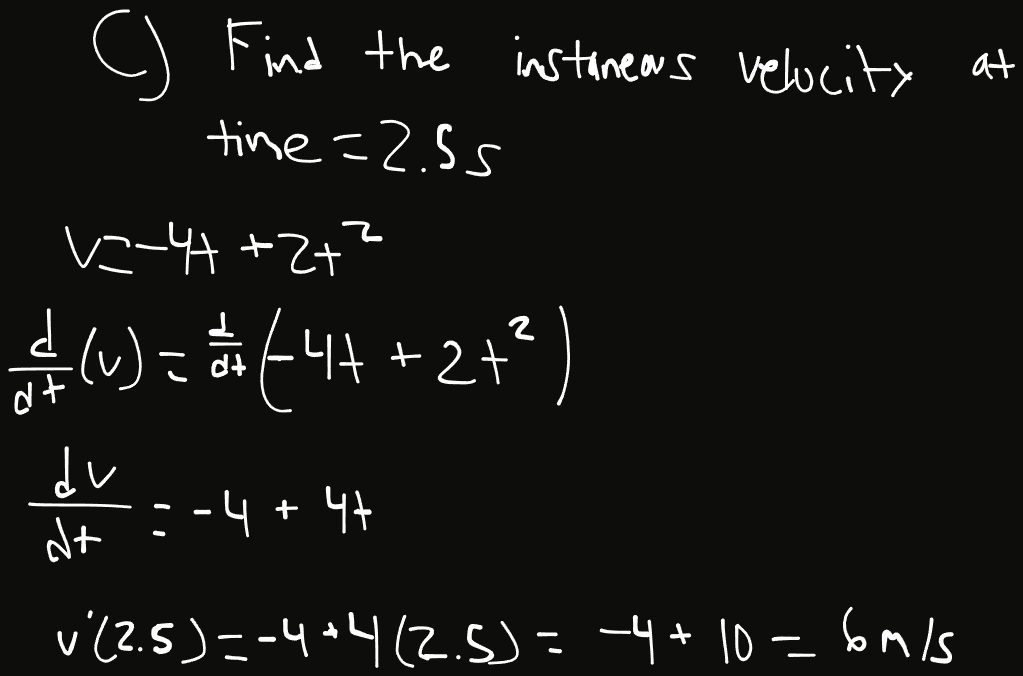 C) Find the instaneous velocity at
time = 2.5s
v = -4t + 2t²
d/dt (v) = d/dt (-4t + 2t²)
dv/dt = -4 + 4t
v'(2.5) = -4 + 4(2.5) = -4 + 10 = 6 m/s